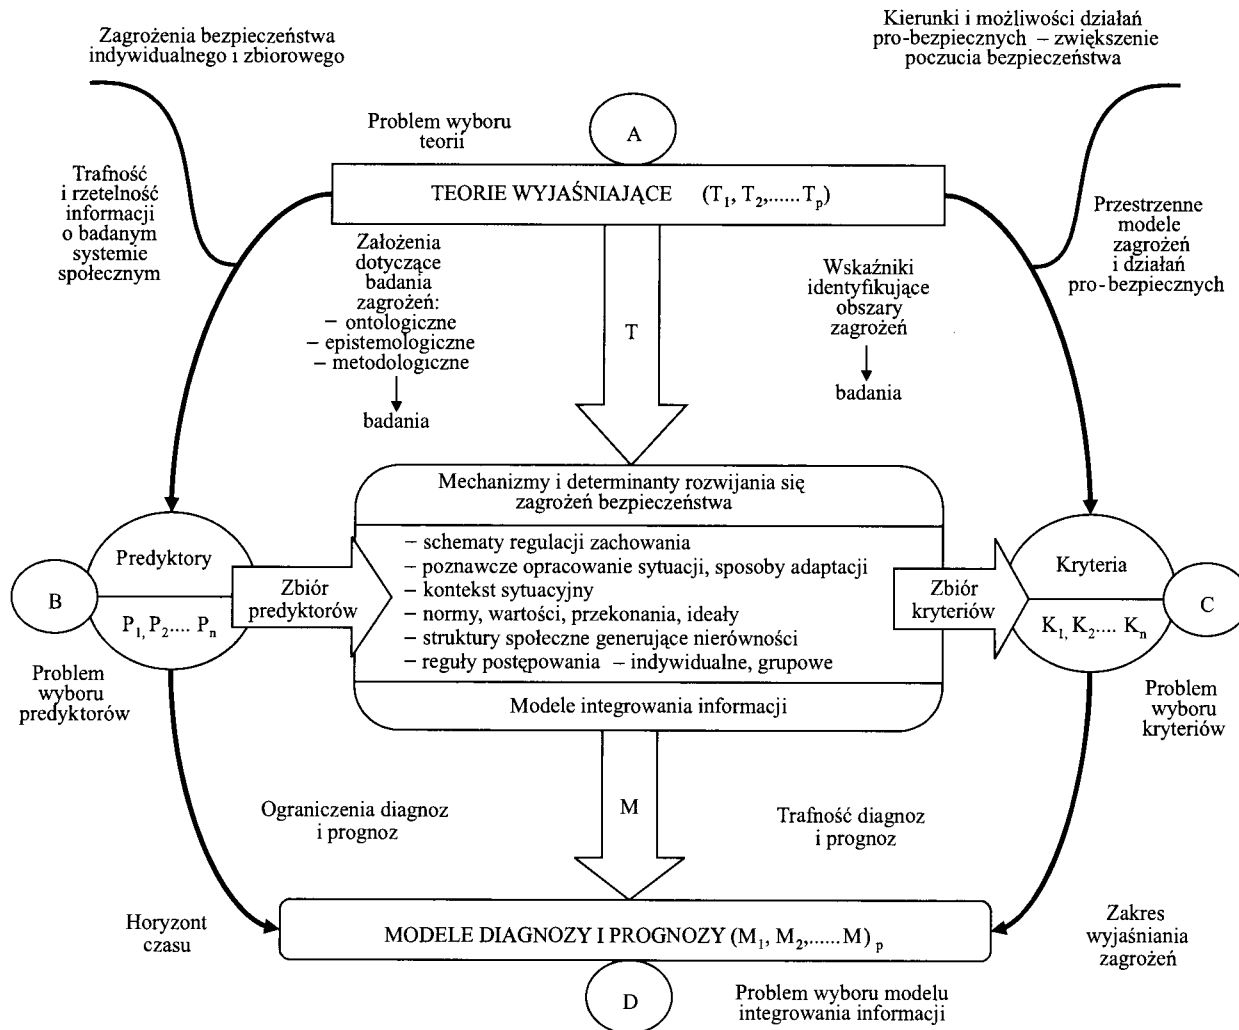 Zagrożenia bezpieczeństwa
indywidualnego i zbiorowego
Kierunki i możliwości działań
pro-bezpiecznych – zwiększenie
poczucia bezpieczeństwa
Problem wyboru
teorii
A
TEORIE WYJAŚNIAJĄCE (T1, T2,...... Tp)
Trafność
i rzetelność
informacji
o badanym
systemie
społecznym
Założenia
dotyczące
badania
zagrożeń:
– ontologiczne
– epistemologiczne
– metodologiczne
badania
T
Wskaźniki
identyfikujące
obszary
zagrożeń
badania
Przestrzenne
modele
zagrożeń
i działań
pro-bezpiecznych
Mechanizmy i determinanty rozwijania się
zagrożeń bezpieczeństwa
– schematy regulacji zachowania
– poznawcze opracowanie sytuacji, sposoby adaptacji
– kontekst sytuacyjny
– normy, wartości, przekonania, ideały
– struktury społeczne generujące nierówności
– reguły postępowania – indywidualne, grupowe
Modele integrowania informacji
B
Predyktory
P1, P2.... Pn
Zbiór
predyktorów
Problem
wyboru
predyktorów
Zbiór
kryteriów
Kryteria
K1, K2.... Kn
C
Problem
wyboru
kryteriów
Ograniczenia diagnoz
i prognoz
M
Trafność diagnoz
i prognoz
Horyzont
czasu
MODELE DIAGNOZY I PROGNOZY (M1, M2,...... M) p
Zakres
wyjaśniania
zagrożeń
D
Problem wyboru modelu
integrowania informacji